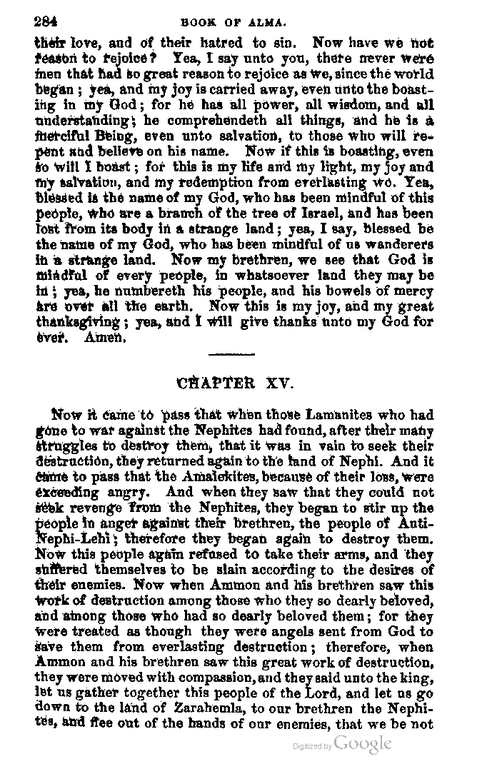 284 BOOK OF ALMA.
their love, and of their hatred to sin. Now have we not
reason to rejoice? Yea, I say unto you, there never were
men that had so great reason to rejoice as we, since the world
began; yea, and my joy is carried away, even unto the boast-
ing in my God; for he has all power, all wisdom, and all
understanding; he comprehendeth all things, and he is a
merciful Being, even unto salvation, to those who will re-
pent and believe on his name. Now if this is boasting, even
so will I boast; for this is my life and my light, my joy and
my salvation, and my redemption from everlasting wo. Yea,
blessed is the name of my God, who has been mindful of this
people, who are a branch of the tree of Israel, and has been
lost from its body in a strange land; yea, I say, blessed be
the name of my God, who has been mindful of us wanderers
in a strange land. Now my brethren, we see that God is
mindful of every people, in whatsoever land they may be
in; yea, he numbereth his people, and his bowels of mercy
are over all the earth. Now this is my joy, and my great
thanksgiving; yea, and I will give thanks unto my God for
ever. Amen.
CHAPTER XV.
Now it came to pass that when those Lamanites who had
gone to war against the Nephites had found, after their many
struggles to destroy them, that it was in vain to seek their
destruction, they returned again to the land of Nephi. And it
came to pass that the Amalekites, because of their loss, were
exceeding angry. And when they saw that they could not
seek revenge from the Nephites, they began to stir up the
people in anger against their brethren, the people of Anti-
Nephi-Lehi; therefore they began again to destroy them.
Now this people again refused to take their arms, and they
suffered themselves to be slain according to the desires of
their enemies. Now when Ammon and his brethren saw this
work of destruction among those who they so dearly beloved,
and among those who had so dearly beloved them; for they
were treated as though they were angels sent from God to
save them from everlasting destruction; therefore, when
Ammon and his brethren saw this great work of destruction,
they were moved with compassion, and they said unto the king,
let us gather together this people of the Lord, and let us go
down to the land of Zarahemla, to our brethren the Nephi-
tes, and flee out of the hands of our enemies, that we be not
Digitized by Google